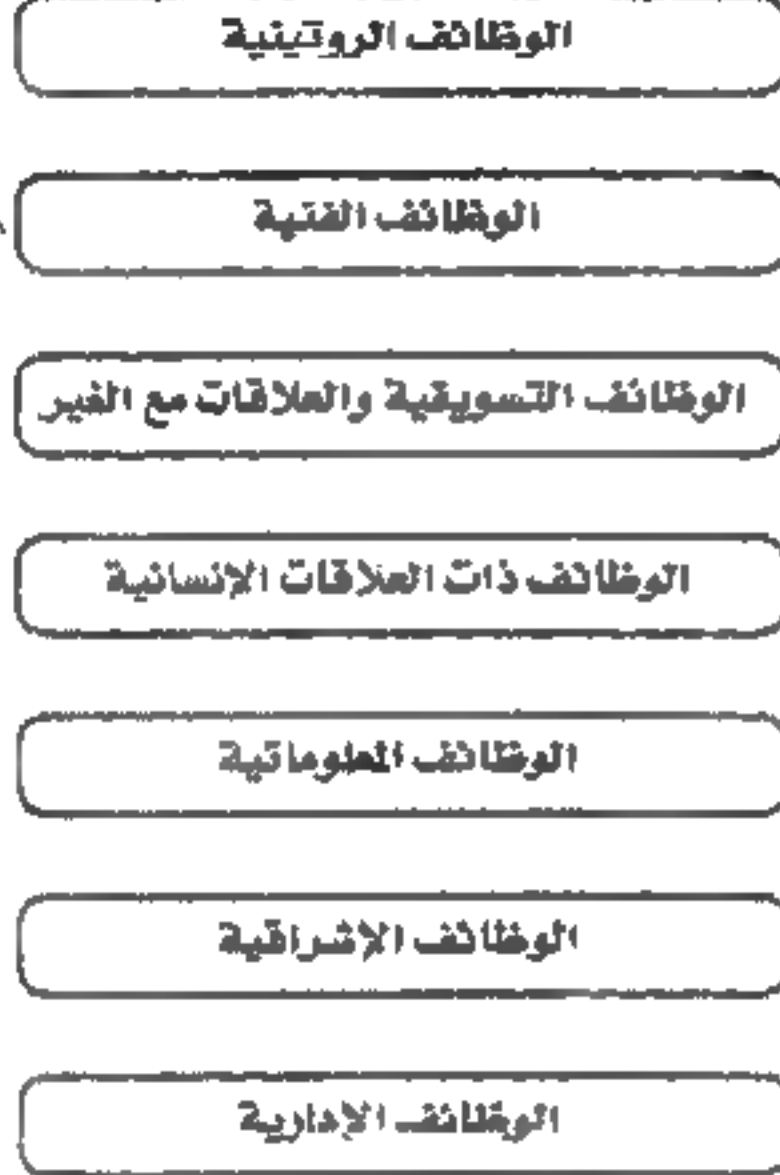 الوظائف الروتينية
الوظائف الفنية
الوظائف التسويقية والعلاقات مع الغير
الوظائف ذات العلاقات الإنسانية
الوظائف المعلوماتية
الوظائف الإشرافية
الوظائف الإدارية